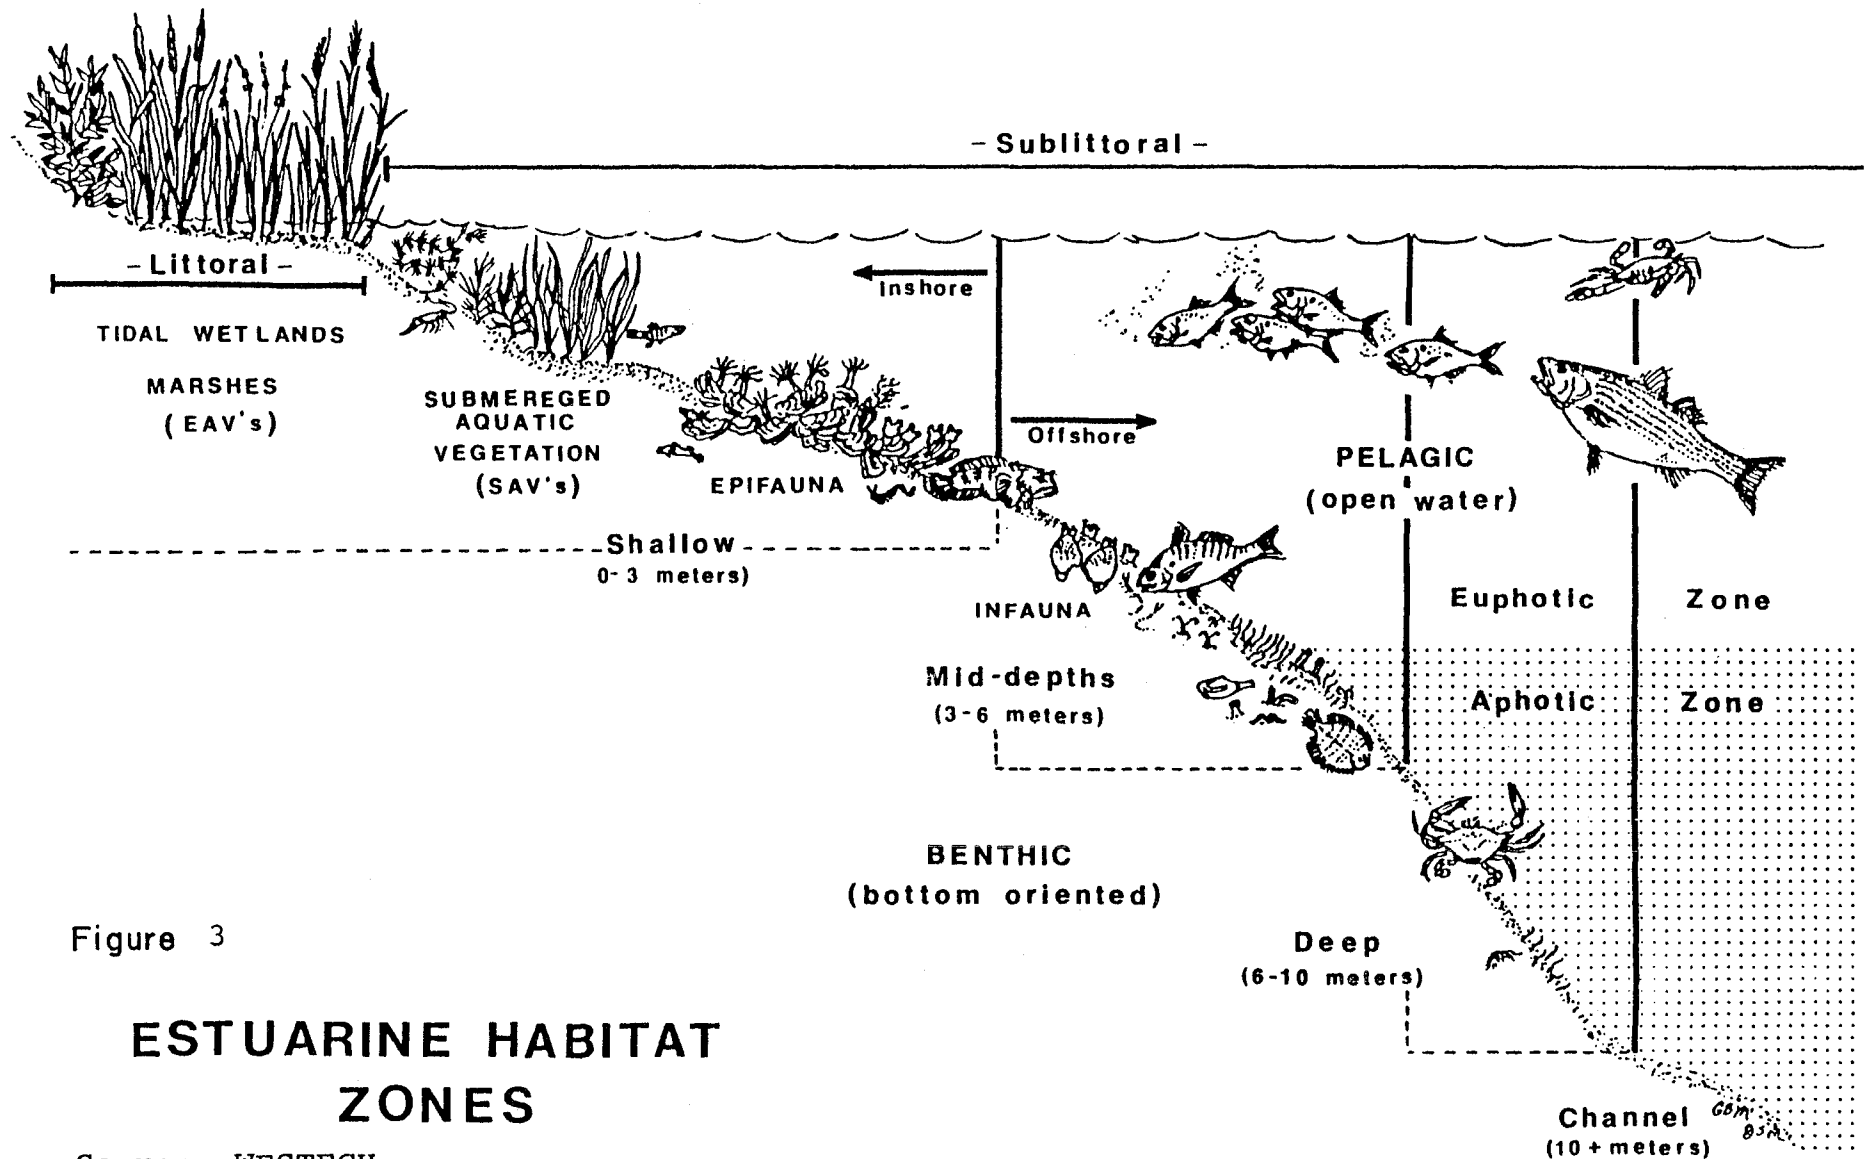 - Sublittoral -
- Littoral -
Inshore
TIDAL WETLANDS
MARSHES
(EAV's)
SUBMEREGED
AQUATIC
VEGETATION
(SAV's)
Offshore
PELAGIC
(open water)
EPIFAUNA
Shallow
0-3 meters)
INFAUNA
Euphotic Zone
Mid-depths
(3-6 meters)
Aphotic Zone
BENTHIC
(bottom oriented)
Deep
(6-10 meters)
Figure 3
ESTUARINE HABITAT
ZONES
Channel
(10+meters)
GBM